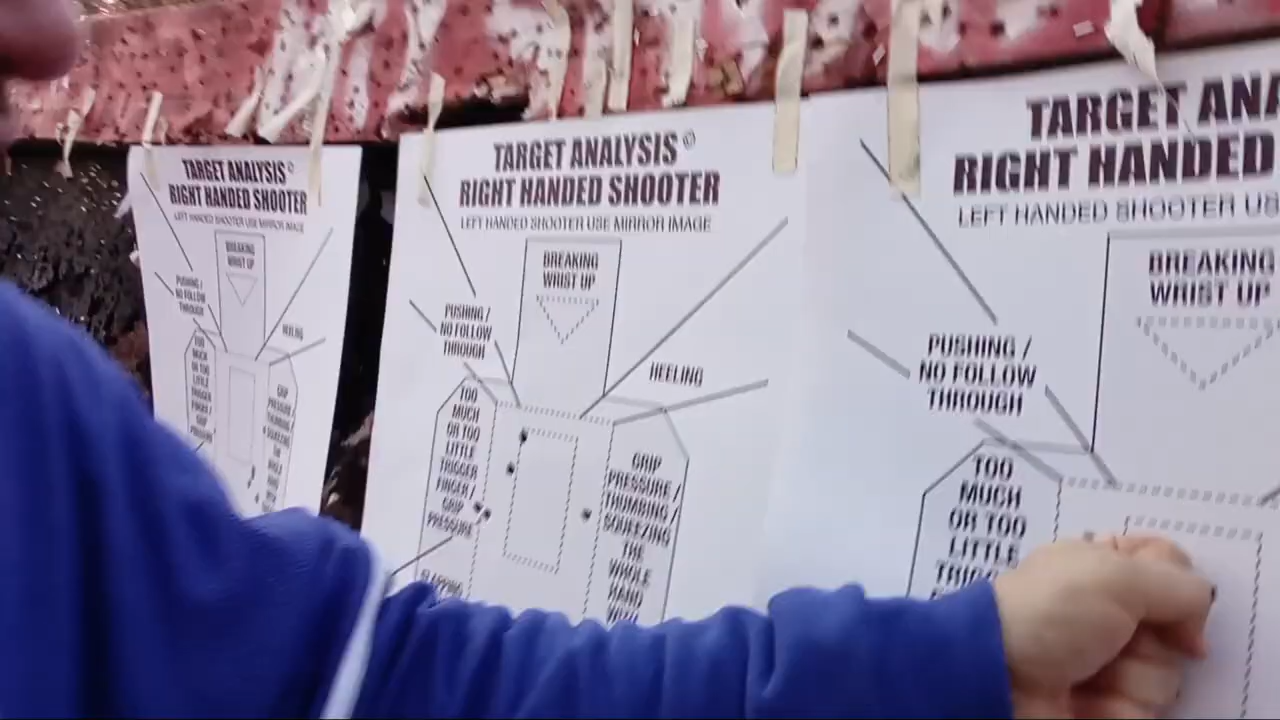 TARGET ANALYSIS©
RIGHT HANDED SHOOTER
LEFT HANDED SHOOTER USE MIRROR IMAGE
BREAKING
WRIST UP
PUSHING /
NO FOLLOW
THROUGH
HEELING
TOO
MUCH
OR TOO
LITTLE
TRIGGER
FINGER /
GRIP
PRESSURE
GRIP
PRESSURE /
THUMBING /
SQUEEZING
THE
WHOLE
HAND
TARGET ANALYSIS©
RIGHT HANDED SHOOTER
LEFT HANDED SHOOTER USE MIRROR IMAGE
BREAKING
WRIST UP
PUSHING /
NO FOLLOW
THROUGH
HEELING
TOO
MUCH
OR TOO
LITTLE
TRIGGER
FINGER /
GRIP
PRESSURE
GRIP
PRESSURE /
THUMBING /
SQUEEZING
THE
WHOLE
HAND
TARGET ANA
RIGHT HANDED
LEFT HANDED SHOOTER US
BREAKING
WRIST UP
PUSHING /
NO FOLLOW
THROUGH
TOO
MUCH
OR TOO
LITTLE